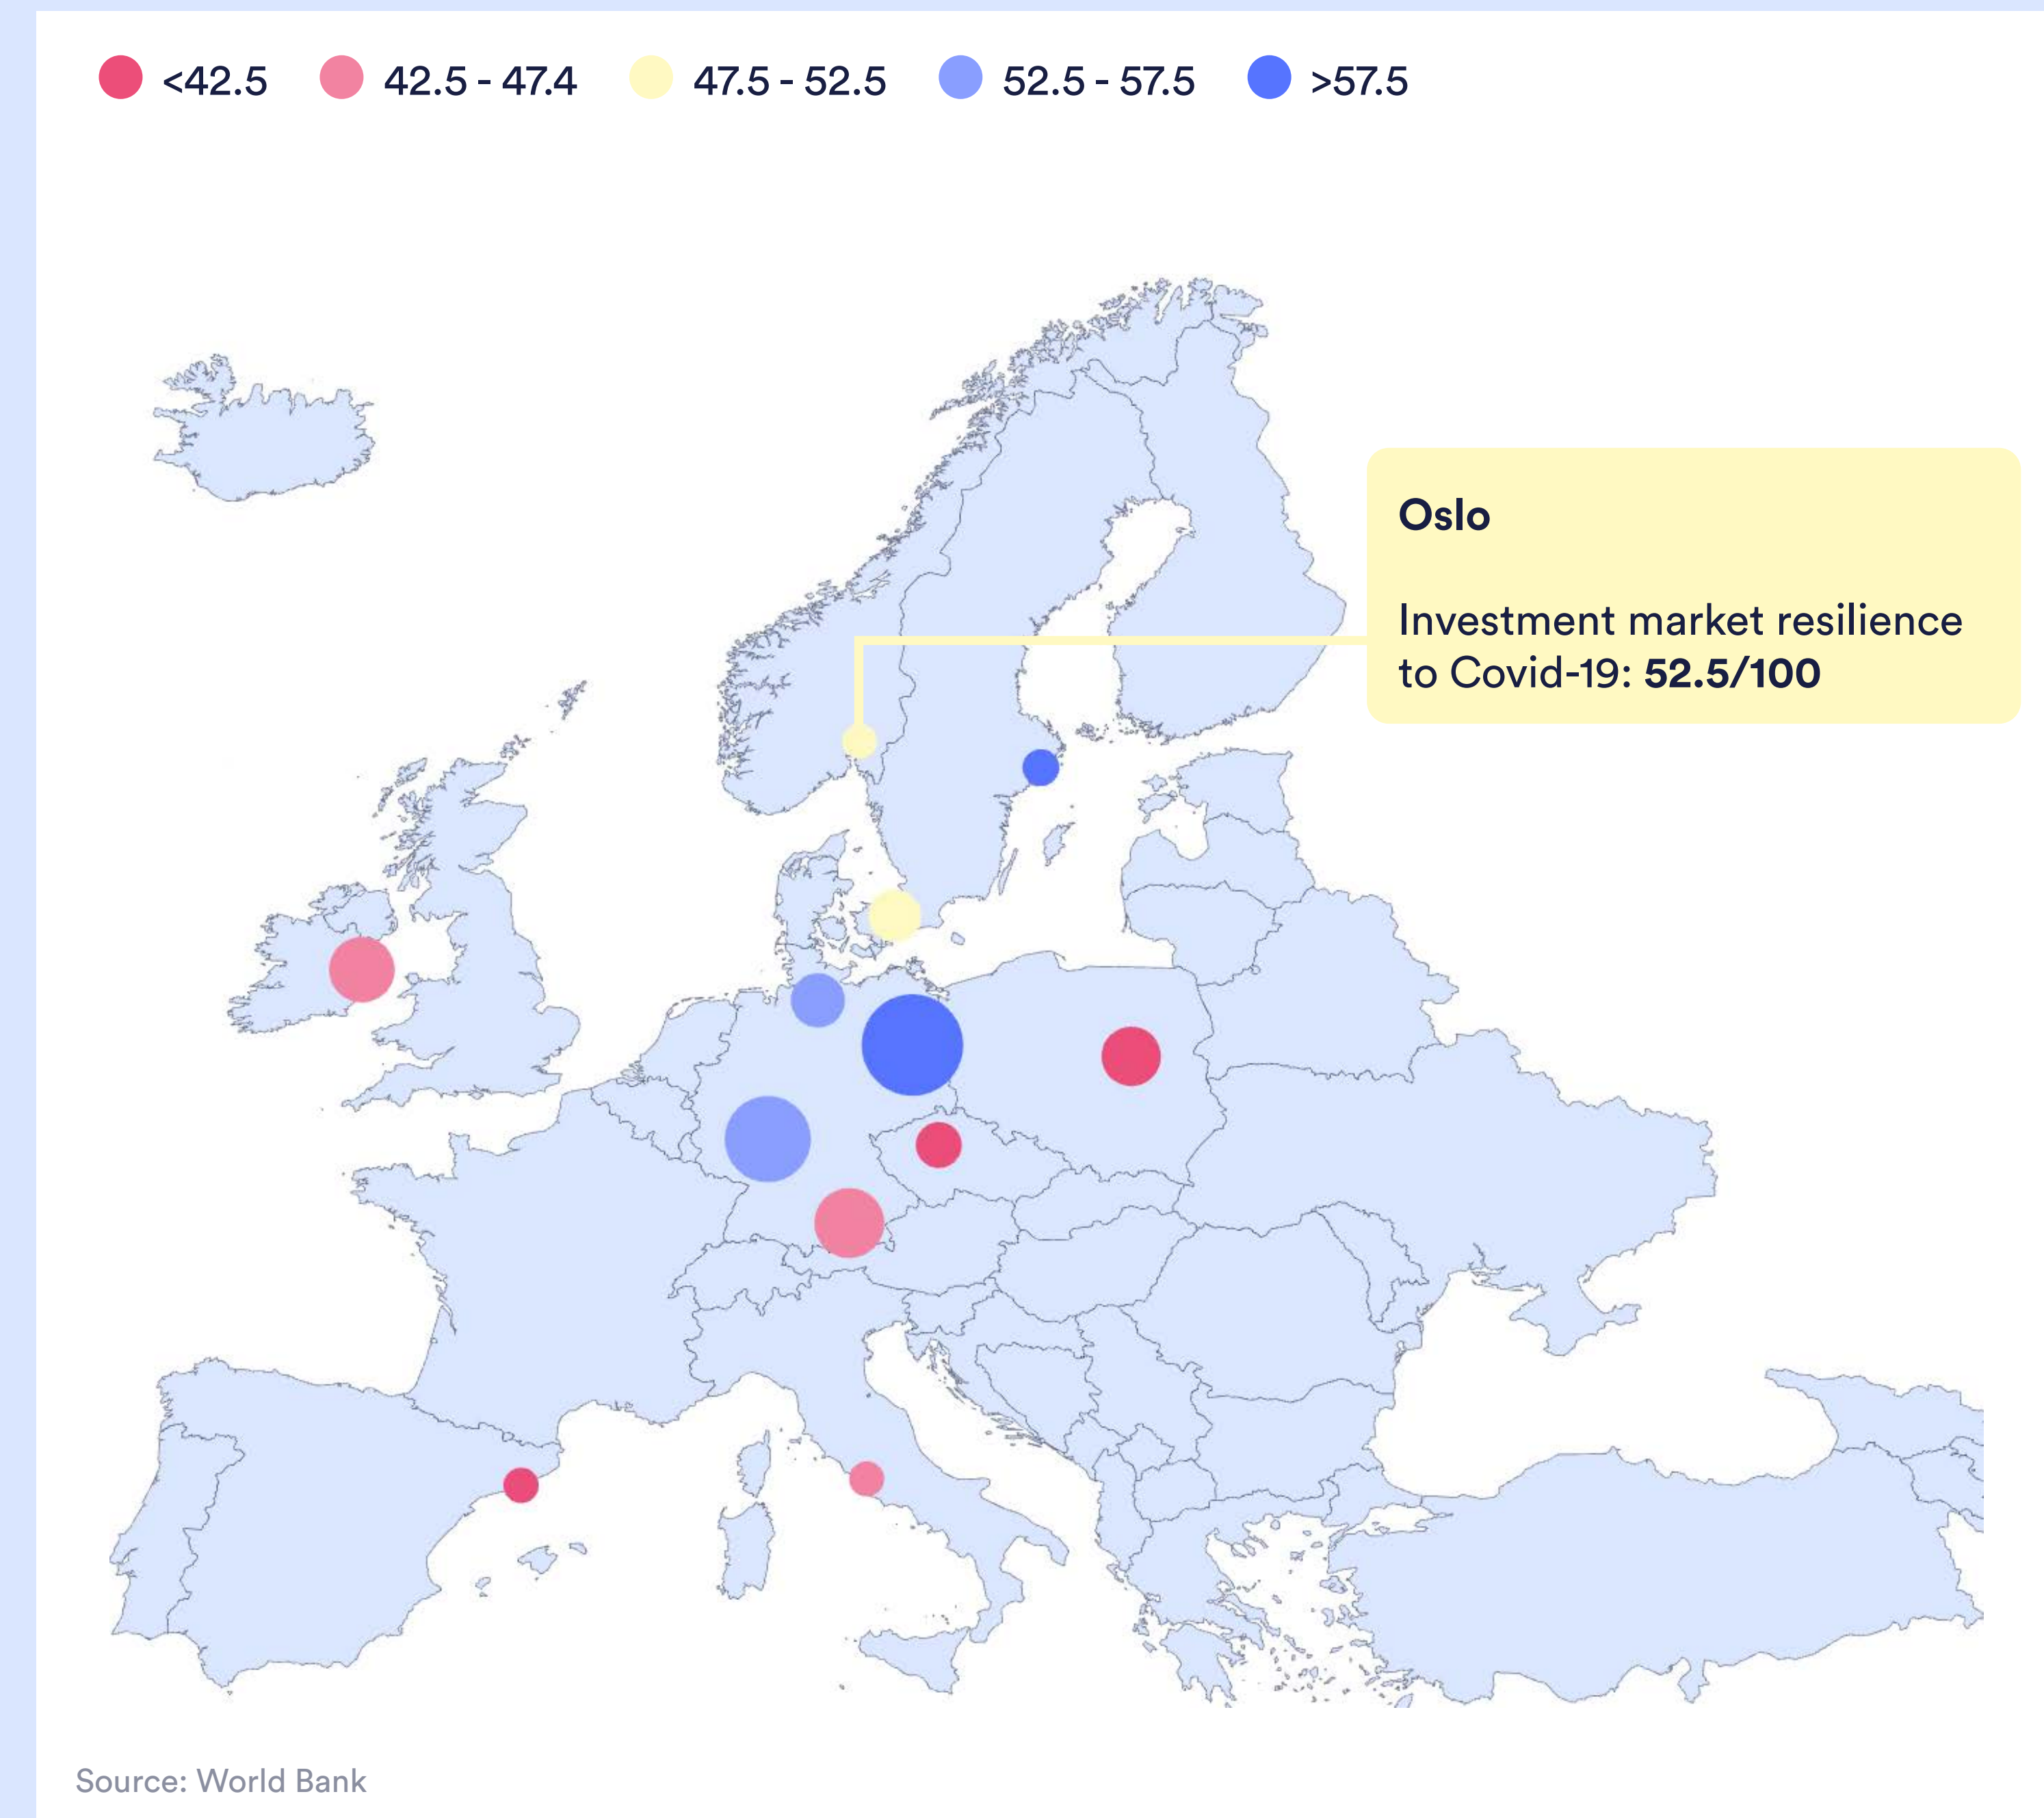 <42.5 42.5 - 47.4 47.5 - 52.5 52.5 - 57.5 >57.5
Oslo
Investment market resilience
to Covid-19: 52.5/100
Source: World Bank